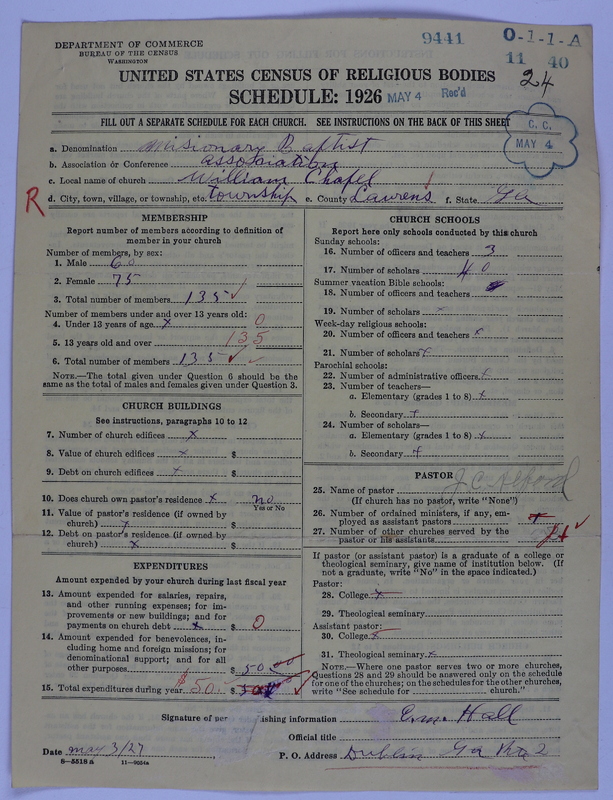 DEPARTMENT OF COMMERCE
BUREAU OF THE CENSUS
WASHINGTON
9441
0-1-1-A
11 40
24
UNITED STATES CENSUS OF RELIGIOUS BODIES
SCHEDULE: 1926
MAY 4 Rec'd
FILL OUT A SEPARATE SCHEDULE FOR EACH CHURCH. SEE INSTRUCTIONS ON THE BACK OF THIS SHEET
C. C.
MAY 4
a. Denomination Misionary Baptist
b. Association or Conference association
c. Local name of church William Chapel
R
d. City, town, village, or township, etc. township e. County Lawrens f. State Ga
MEMBERSHIP
Report number of members according to definition of
member in your church
Number of members, by sex:
1. Male 60
2. Female 75
3. Total number of members 135 ✓
Number of members under and over 13 years old:
4. Under 13 years of age x 0
5. 13 years old and over 135
6. Total number of members 135 ✓ ✓
NOTE.—The total given under Question 6 should be the
same as the total of males and females given under Question 3.
CHURCH BUILDINGS
See instructions, paragraphs 10 to 12
7. Number of church edifices x
8. Value of church edifices x $
9. Debt on church edifices x $
10. Does church own pastor's residence x no
Yes or No
11. Value of pastor's residence (if owned by
church) x $
12. Debt on pastor's residence (if owned by
church) x $
EXPENDITURES
Amount expended by your church during last fiscal year
13. Amount expended for salaries, repairs,
and other running expenses; for im-
provements or new buildings; and for
payments on church debt x $ 0
14. Amount expended for benevolences, in-
cluding home and foreign missions; for
denominational support; and for all
other purposes $ 50 00
15. Total expenditures during year $50. $ ✓
CHURCH SCHOOLS
Report here only schools conducted by this church
Sunday schools:
16. Number of officers and teachers 3
17. Number of scholars 40
Summer vacation Bible schools:
18. Number of officers and teachers
19. Number of scholars x
Week-day religious schools:
20. Number of officers and teachers x
21. Number of scholars x
Parochial schools:
22. Number of administrative officers x
23. Number of teachers—
a. Elementary (grades 1 to 8) x
b. Secondary x
24. Number of scholars—
a. Elementary (grades 1 to 8) x
b. Secondary x
PASTOR
25. Name of pastor J. C.
(If church has no pastor, write "None")
26. Number of ordained ministers, if any, em-
ployed as assistant pastors x
27. Number of other churches served by the
pastor or his assistants ✓
If pastor (or assistant pastor) is a graduate of a college or
theological seminary, give name of institution below. (If
not a graduate, write "No" in the space indicated.)
Pastor:
28. College x
29. Theological seminary
Assistant pastor:
30. College x
31. Theological seminary x
NOTE.—Where one pastor serves two or more churches,
Questions 28 and 29 should be answered only on the schedule
for one of the churches; on the schedules for the other churches,
write "See schedule for church."
Signature of per ishing information E.M. Hall
Official title
Date may 3/27
P. O. Address Dublin Ga Rta 2
8—5518 a 11—9054a